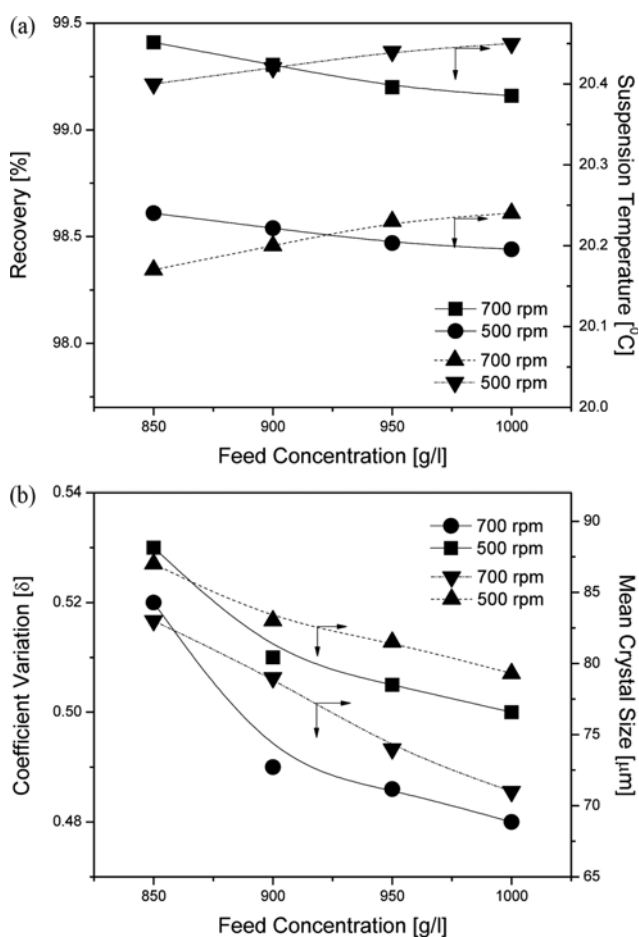 (a)
99.5
99.0
98.5
98.0
Recovery [%]
20.4
20.3
20.2
20.1
20.0
Suspension Temperature [⁰C]
700 rpm
500 rpm
700 rpm
500 rpm
850 900 950 1000
Feed Concentration [g/l]
(b)
0.54
0.52
0.50
0.48
Coefficient Variation [δ]
90
85
80
75
70
65
Mean Crystal Size [μm]
700 rpm
500 rpm
700 rpm
500 rpm
850 900 950 1000
Feed Concentration [g/l]